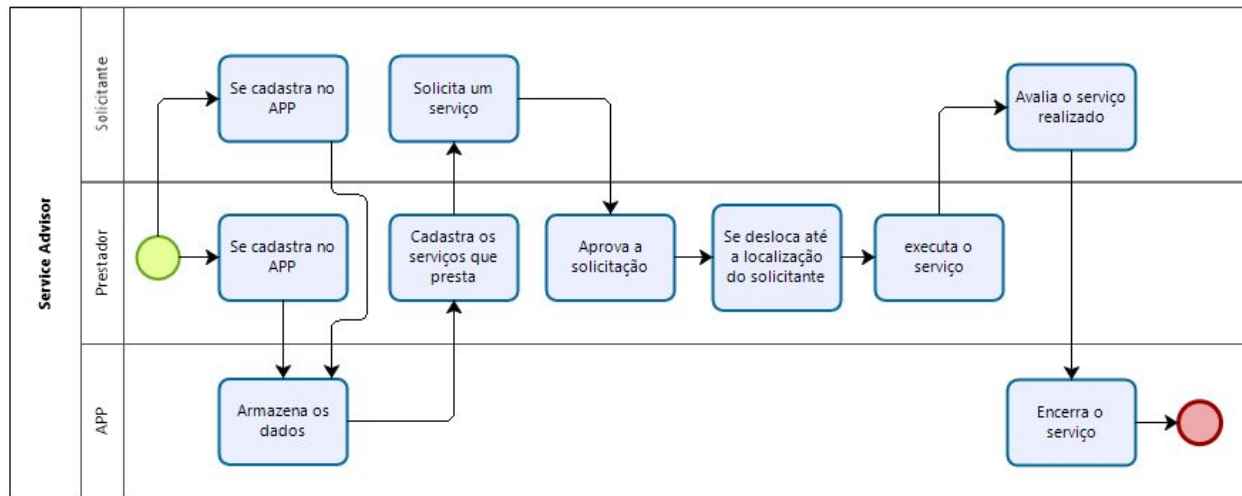 Service Advisor
Solicitante
Se cadastra no
APP
Solicita um
serviço
Avalia o serviço
realizado
Prestador
Se cadastra no
APP
Cadastra os
serviços que
presta
Aprova a
solicitação
Se desloca até
a localização
do solicitante
executa o
serviço
APP
Armazena os
dados
Encerra o
serviço